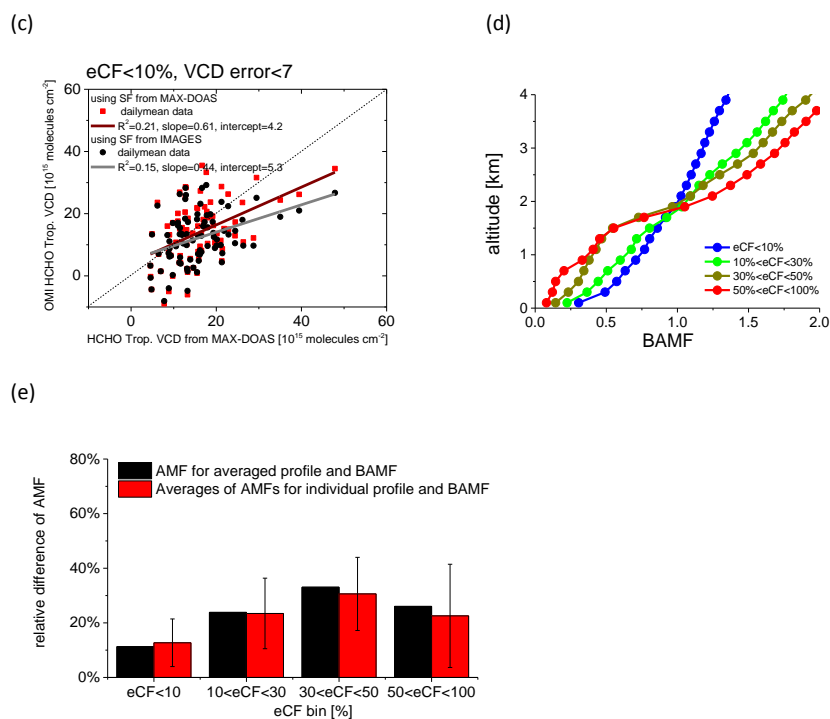 (c)
eCF<10%, VCD error<7
60
40
20
0
OMI HCHO Trop. VCD [10¹⁵ molecules cm⁻²]
using SF from MAX-DOAS
dailymean data
R²=0.21, slope=0.61, intercept=4.2
using SF from IMAGES
dailymean data
R²=0.15, slope=0.44, intercept=5.3
0 20 40 60
HCHO Trop. VCD from MAX-DOAS [10¹⁵ molecules cm⁻²]
(d)
4
3
2
1
0
altitude [km]
eCF<10%
10%<eCF<30%
30%<eCF<50%
50%<eCF<100%
0.0 0.5 1.0 1.5 2.0
BAMF
(e)
80%
60%
40%
20%
0%
relative difference of AMF
AMF for averaged profile and BAMF
Averages of AMFs for individual profile and BAMF
eCF<10 10<eCF<30 30<eCF<50 50<eCF<100
eCF bin [%]